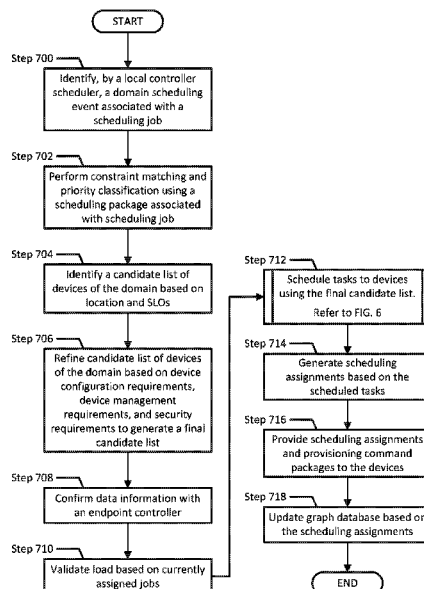 START
Step 700
Identify, by a local controller
scheduler, a domain scheduling
event associated with a
scheduling job
Step 702
Perform constraint matching and
priority classification using a
scheduling package associated
with scheduling job
Step 704
Identify a candidate list of
devices of the domain based on
location and SLOs
Step 706
Refine candidate list of devices
of the domain based on device
configuration requirements,
device management
requirements, and security
requirements to generate a final
candidate list
Step 708
Confirm data information with
an endpoint controller
Step 710
Validate load based on currently
assigned jobs
Step 712
Schedule tasks to devices
using the final candidate list.
Refer to FIG. 6
Step 714
Generate scheduling
assignments based on the
scheduled tasks
Step 716
Provide scheduling assignments
and provisioning command
packages to the devices
Step 718
Update graph database based on
the scheduling assignments
END